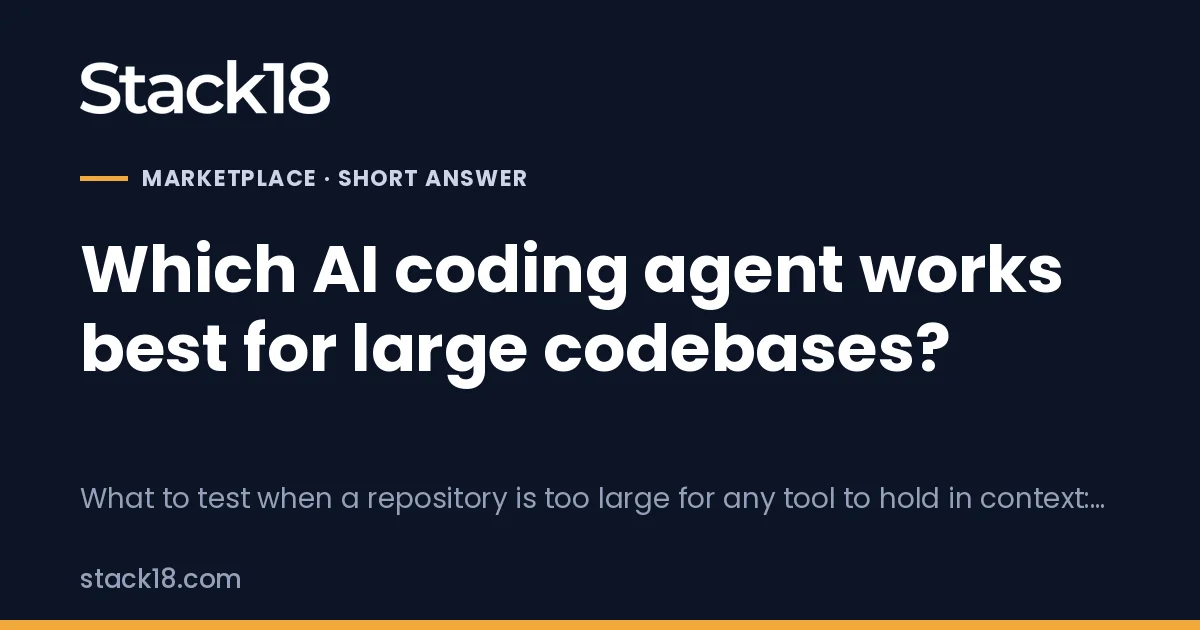 Stack18
MARKETPLACE · SHORT ANSWER
Which AI coding agent works
best for large codebases?
What to test when a repository is too large for any tool to hold in context:...
stack18.com